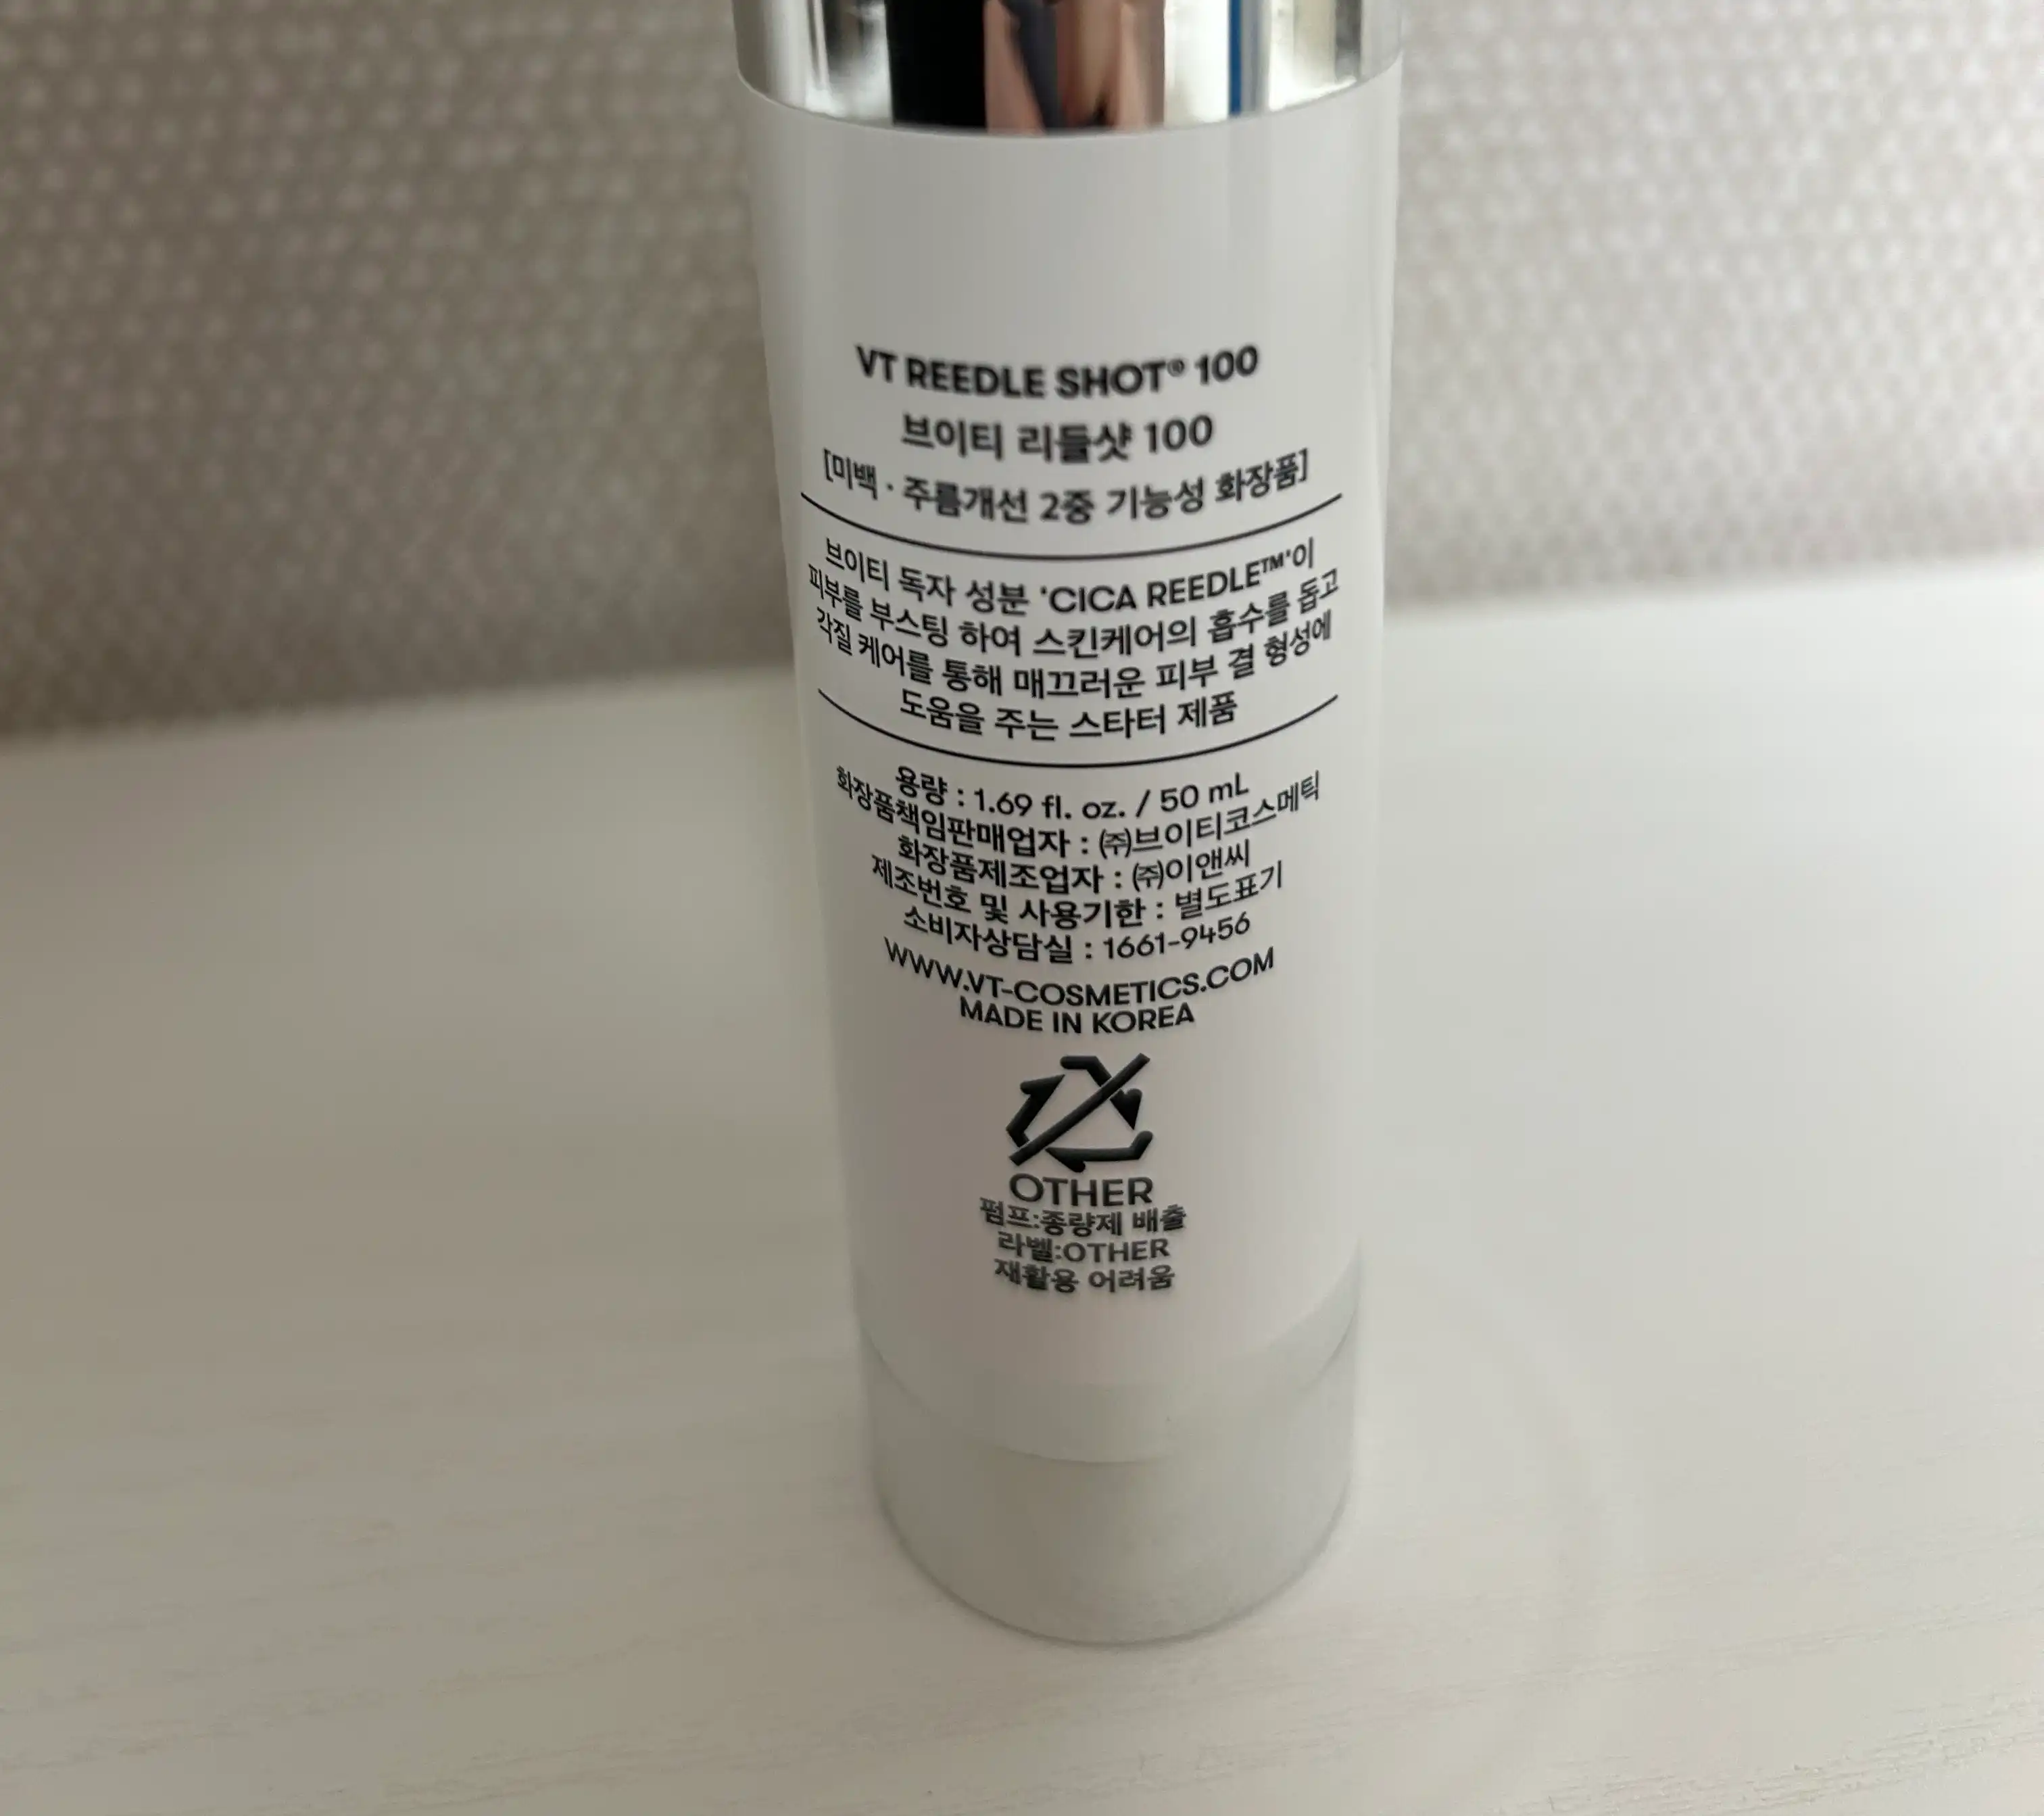 VT REEDLE SHOT® 100
브이티 리들샷 100
[미백 · 주름개선 2중 기능성 화장품]
브이티 독자 성분 'CICA REEDLE™'이
피부를 부스팅 하여 스킨케어의 흡수를 돕고
각질 케어를 통해 매끄러운 피부 결 형성에
도움을 주는 스타터 제품
용량 : 1.69 fl. oz. / 50 mL
화장품책임판매업자 : ㈜브이티코스메틱
화장품제조업자 : ㈜이앤씨
제조번호 및 사용기한 : 별도표기
소비자상담실 : 1661-9456
WWW.VT-COSMETICS.COM
MADE IN KOREA
OTHER
펌프:종량제 배출
라벨:OTHER
재활용 어려움